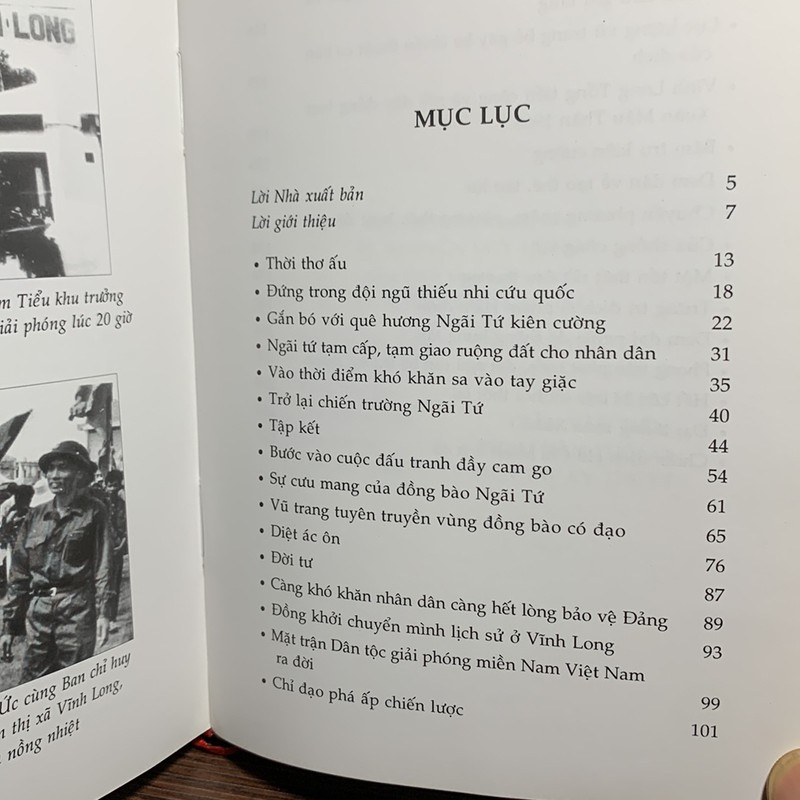 LONG
m Tiểu khu trưởng
iải phóng lúc 20 giờ
Ức cùng Ban chỉ huy
n thị xã Vĩnh Long,
nồng nhiệt
MỤC LỤC
Lời Nhà xuất bản 5
Lời giới thiệu 7
• Thời thơ ấu 13
• Đứng trong đội ngũ thiếu nhi cứu quốc 18
• Gắn bó với quê hương Ngãi Tứ kiên cường 22
• Ngãi tứ tạm cấp, tạm giao ruộng đất cho nhân dân 31
• Vào thời điểm khó khăn sa vào tay giặc 35
• Trở lại chiến trường Ngãi Tứ 40
• Tập kết 44
• Bước vào cuộc đấu tranh đầy cam go 54
• Sự cưu mang của đồng bào Ngãi Tứ 61
• Vũ trang tuyên truyền vùng đồng bào có đạo 65
• Diệt ác ôn 76
• Đời tư 87
• Càng khó khăn nhân dân càng hết lòng bảo vệ Đảng 89
• Đồng khởi chuyển mình lịch sử ở Vĩnh Long 93
• Mặt trận Dân tộc giải phóng miền Nam Việt Nam
ra đời 99
• Chỉ đạo phá ấp chiến lược 101